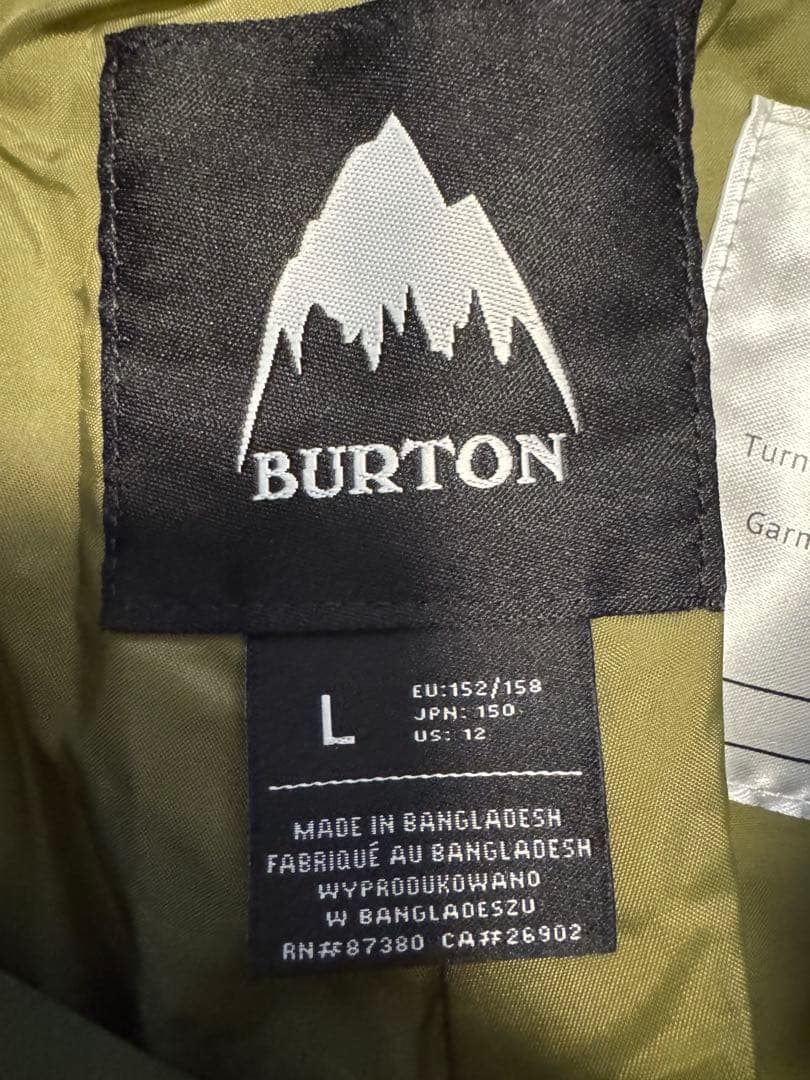 BURTON
L
EU:152/158
JPN: 150
US: 12
MADE IN BANGLADESH
FABRIQUÉ AU BANGLADESH
WYPRODUKOWANO
W BANGLADESZU
RN#87380 CA#26902
Turn
Garm